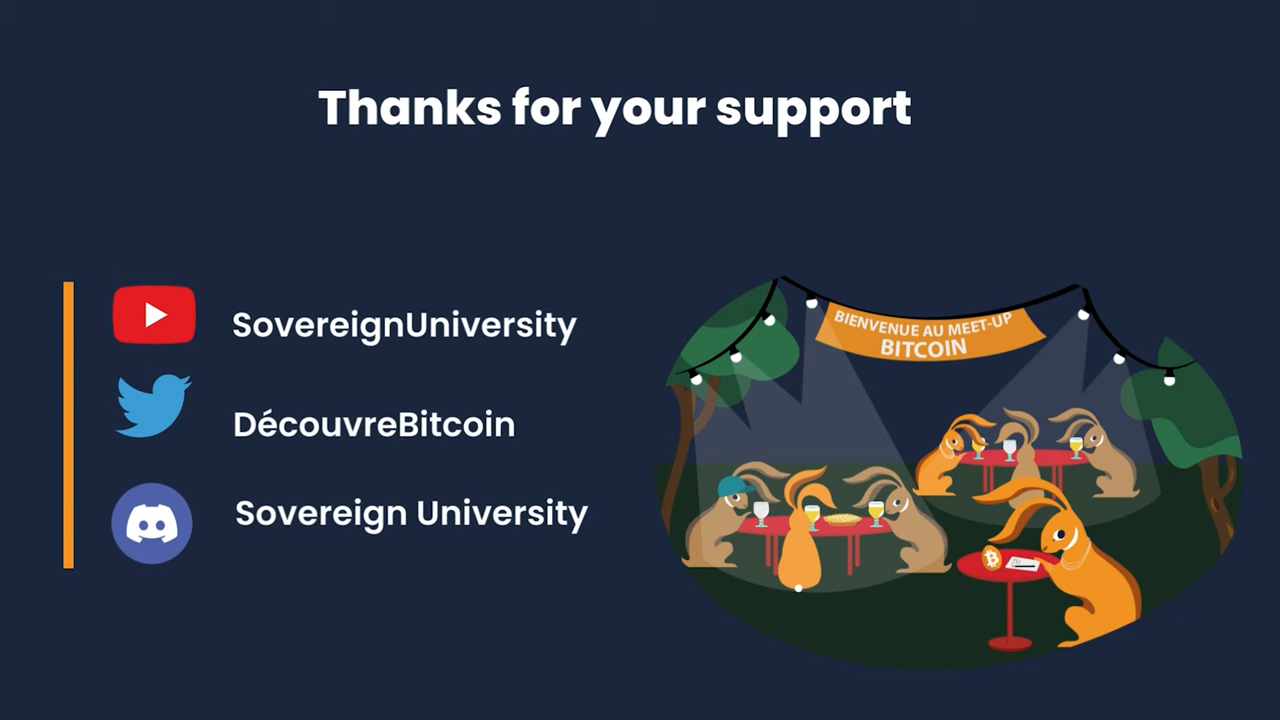 Thanks for your support
SovereignUniversity
DécouvreBitcoin
Sovereign University
BIENVENUE AU MEET-UP
BITCOIN